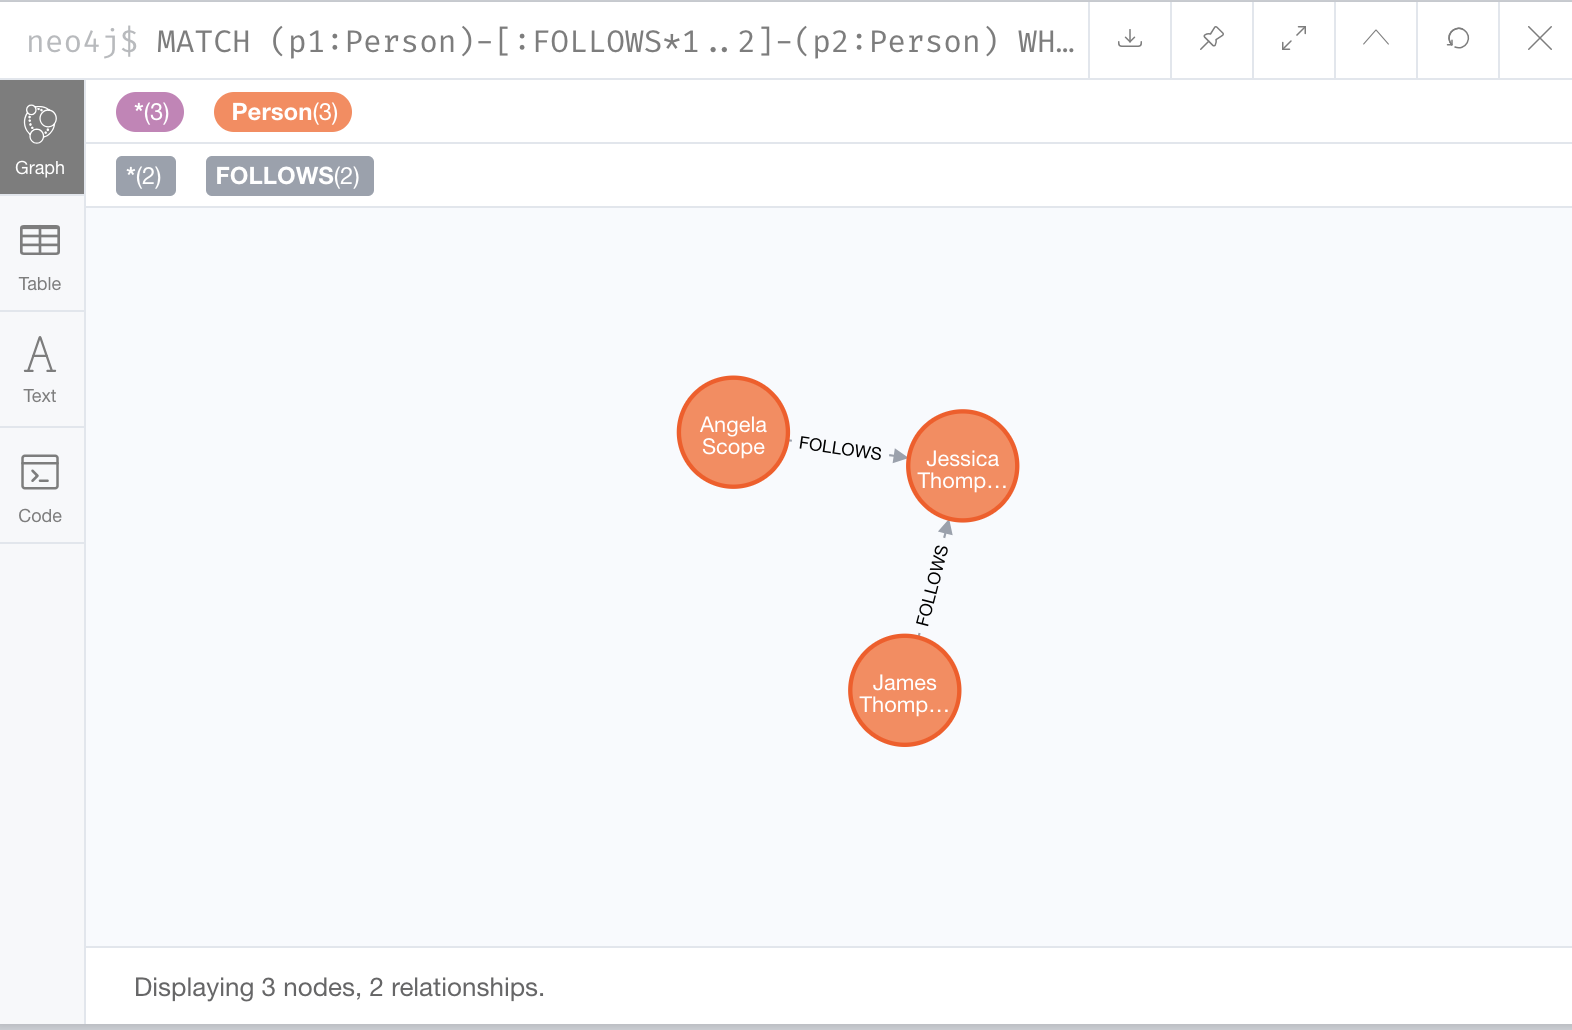 neo4j$ MATCH (p1:Person)-[:FOLLOWS*1..2]-(p2:Person) WH…
*(3) Person(3)
Graph
*(2) FOLLOWS(2)
Table
Text
Code
Angela
Scope
FOLLOWS
Jessica
Thomp…
FOLLOWS
James
Thomp…
Displaying 3 nodes, 2 relationships.